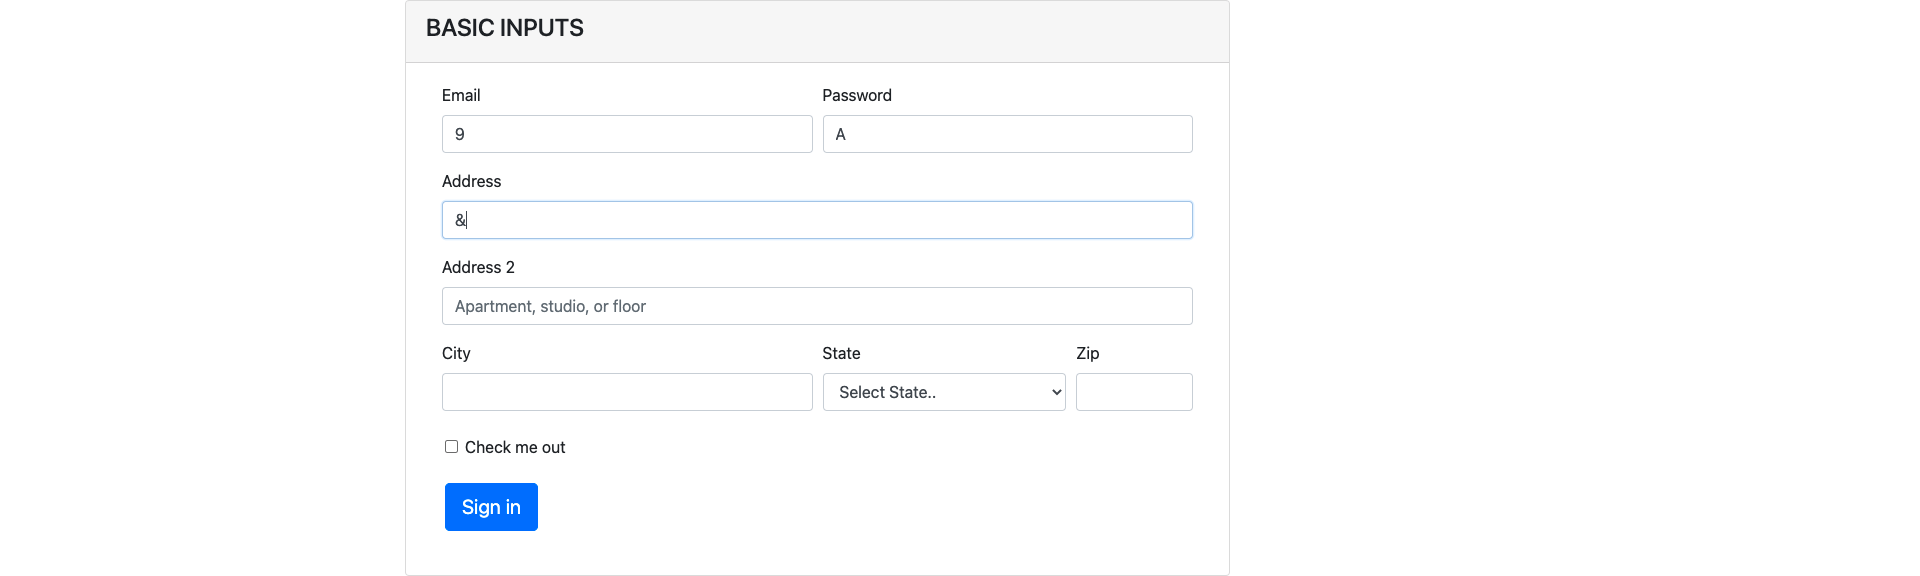 BASIC INPUTS
Email Password
9 A
Address
&
Address 2
Apartment, studio, or floor
City State Zip
Select State..
Check me out
Sign in